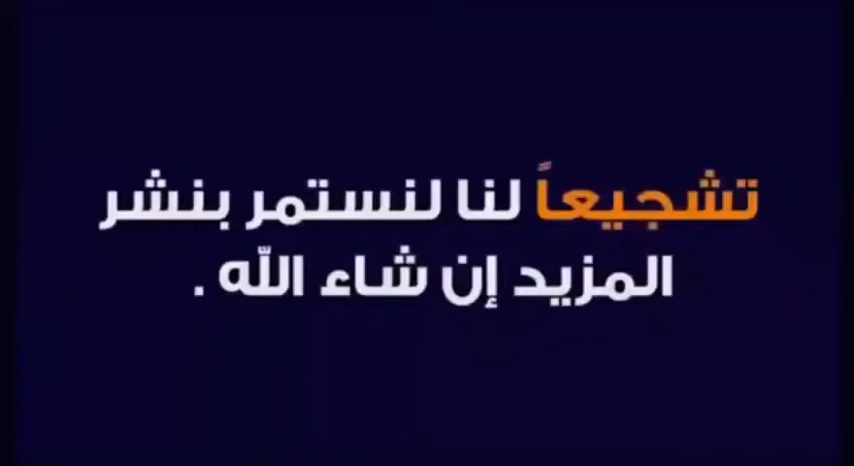 تشجيعاً لنا لنستمر بنشر
المزيد إن شاء الله .